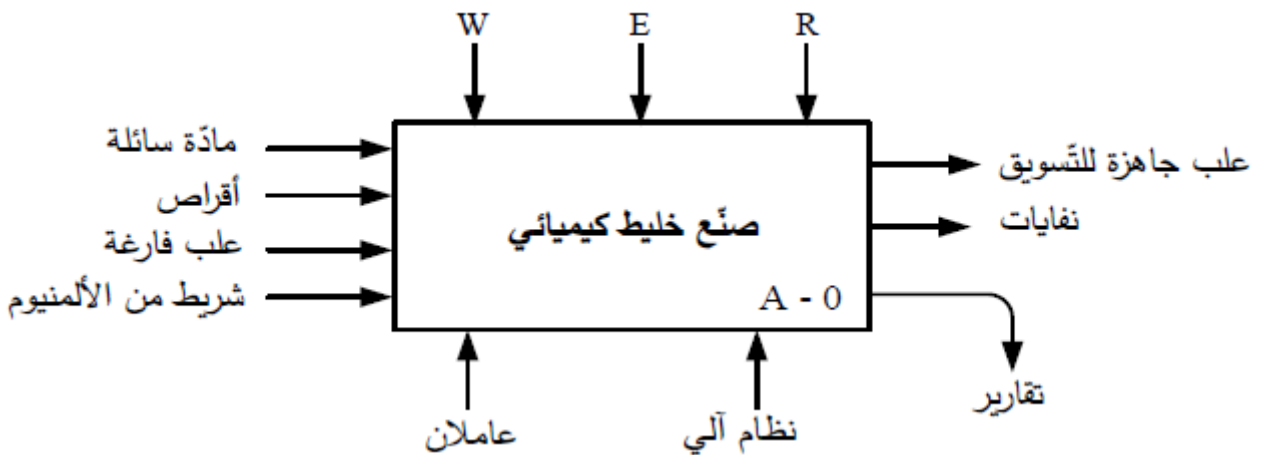 W E R
مادّة سائلة
أقراص
علب فارغة
شريط من الألمنيوم
صنّع خليط كيميائي
A - 0
علب جاهزة للتّسويق
نفايات
تقارير
عاملان
نظام آلي